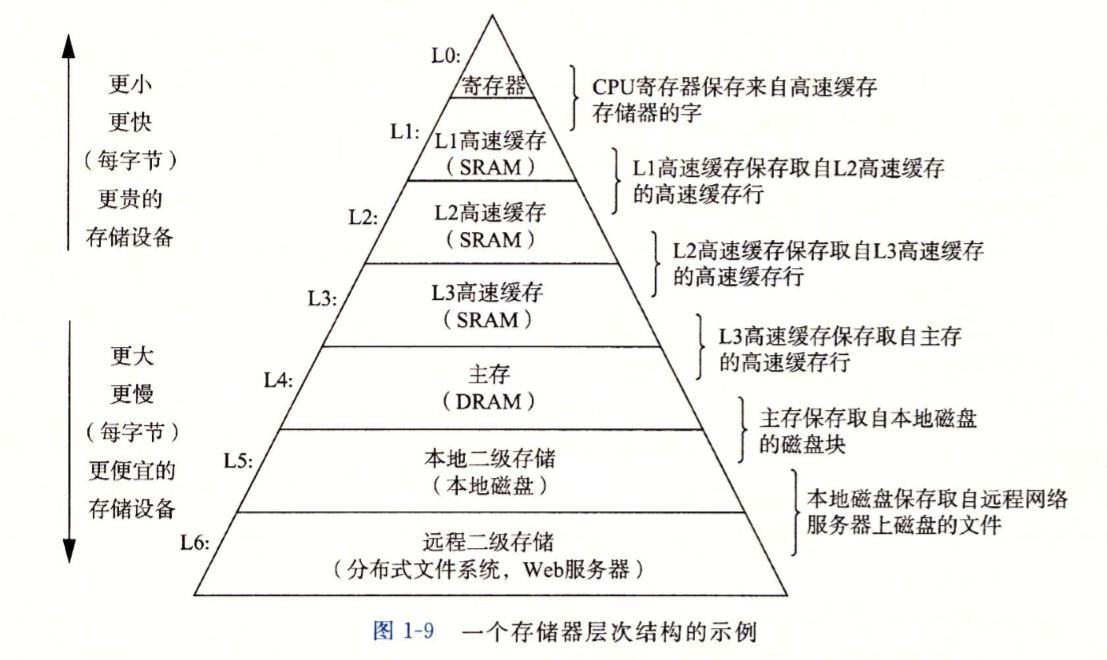 更小
更快
（每字节）
更贵的
存储设备
更大
更慢
（每字节）
更便宜的
存储设备
L0:
寄存器
L1:
L1高速缓存
（SRAM）
L2:
L2高速缓存
（SRAM）
L3:
L3高速缓存
（SRAM）
L4:
主存
（DRAM）
L5:
本地二级存储
（本地磁盘）
L6:
远程二级存储
（分布式文件系统，Web服务器）
CPU寄存器保存来自高速缓存
存储器的字
L1高速缓存保存取自L2高速缓存
的高速缓存行
L2高速缓存保存取自L3高速缓存
的高速缓存行
L3高速缓存保存取自主存
的高速缓存行
主存保存取自本地磁盘
的磁盘块
本地磁盘保存取自远程网络
服务器上磁盘的文件
图 1-9 一个存储器层次结构的示例